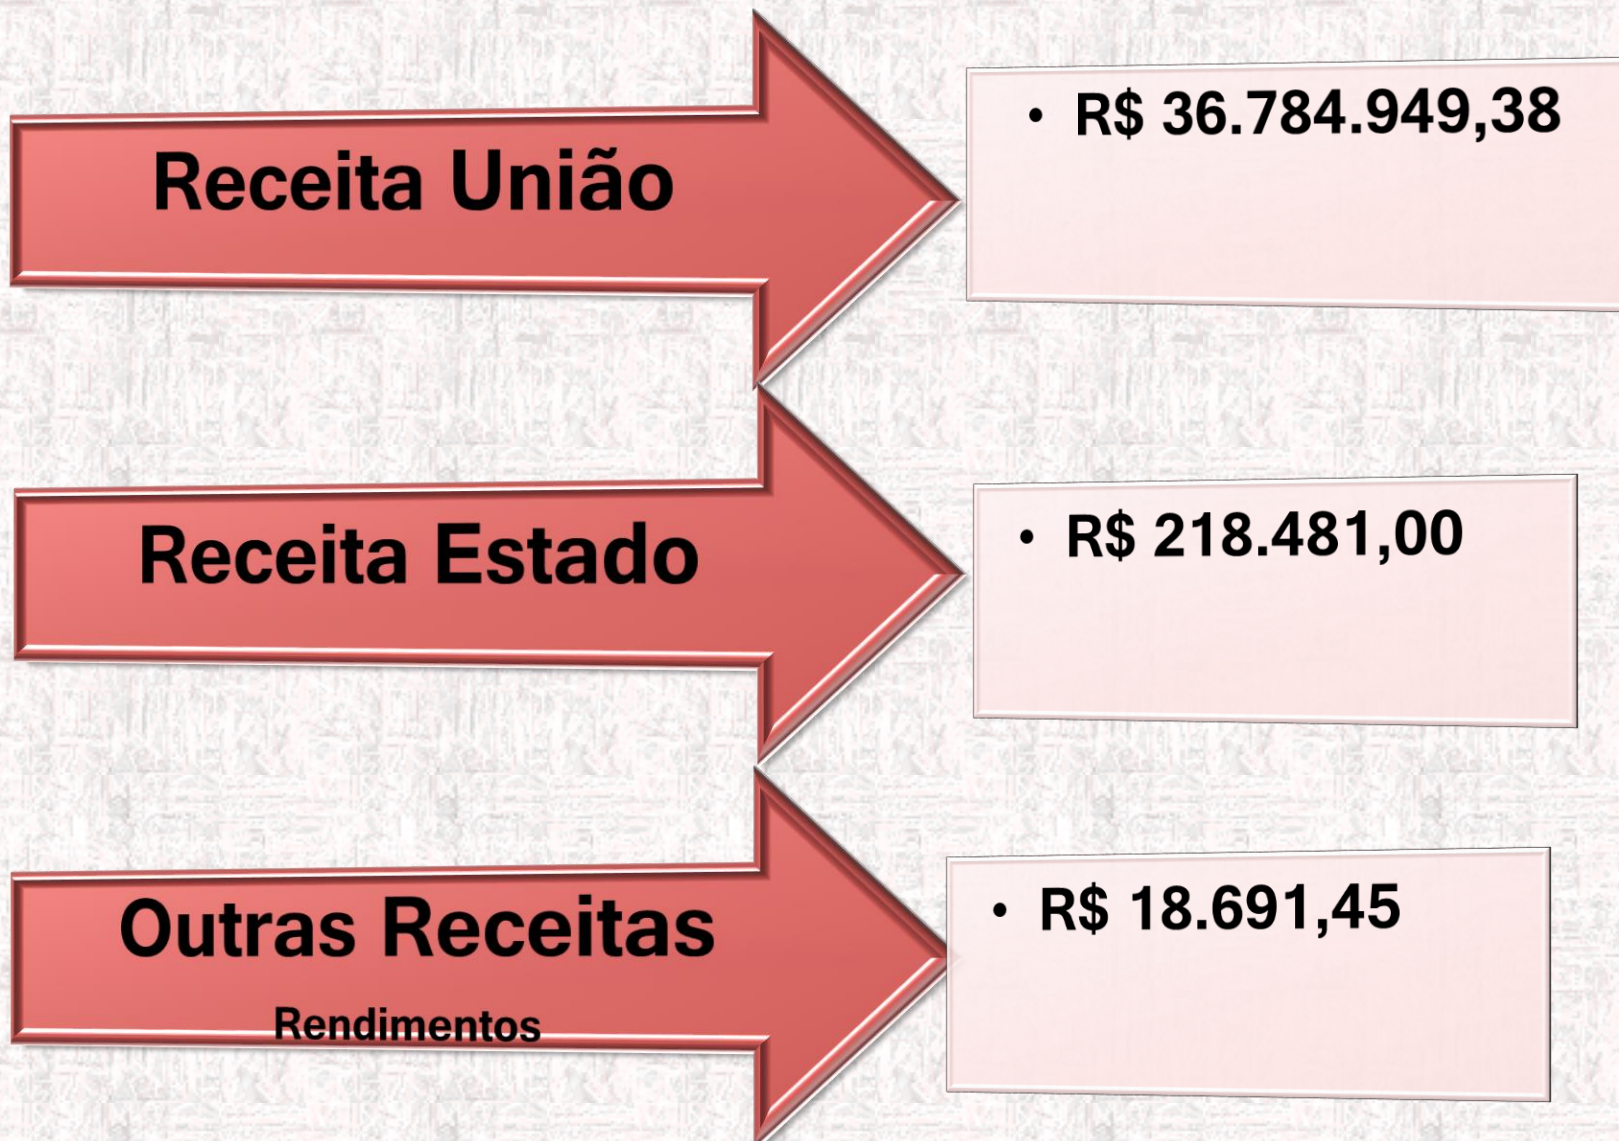 Receita União
• R$ 36.784.949,38
Receita Estado
• R$ 218.481,00
Outras Receitas
Rendimentos
• R$ 18.691,45